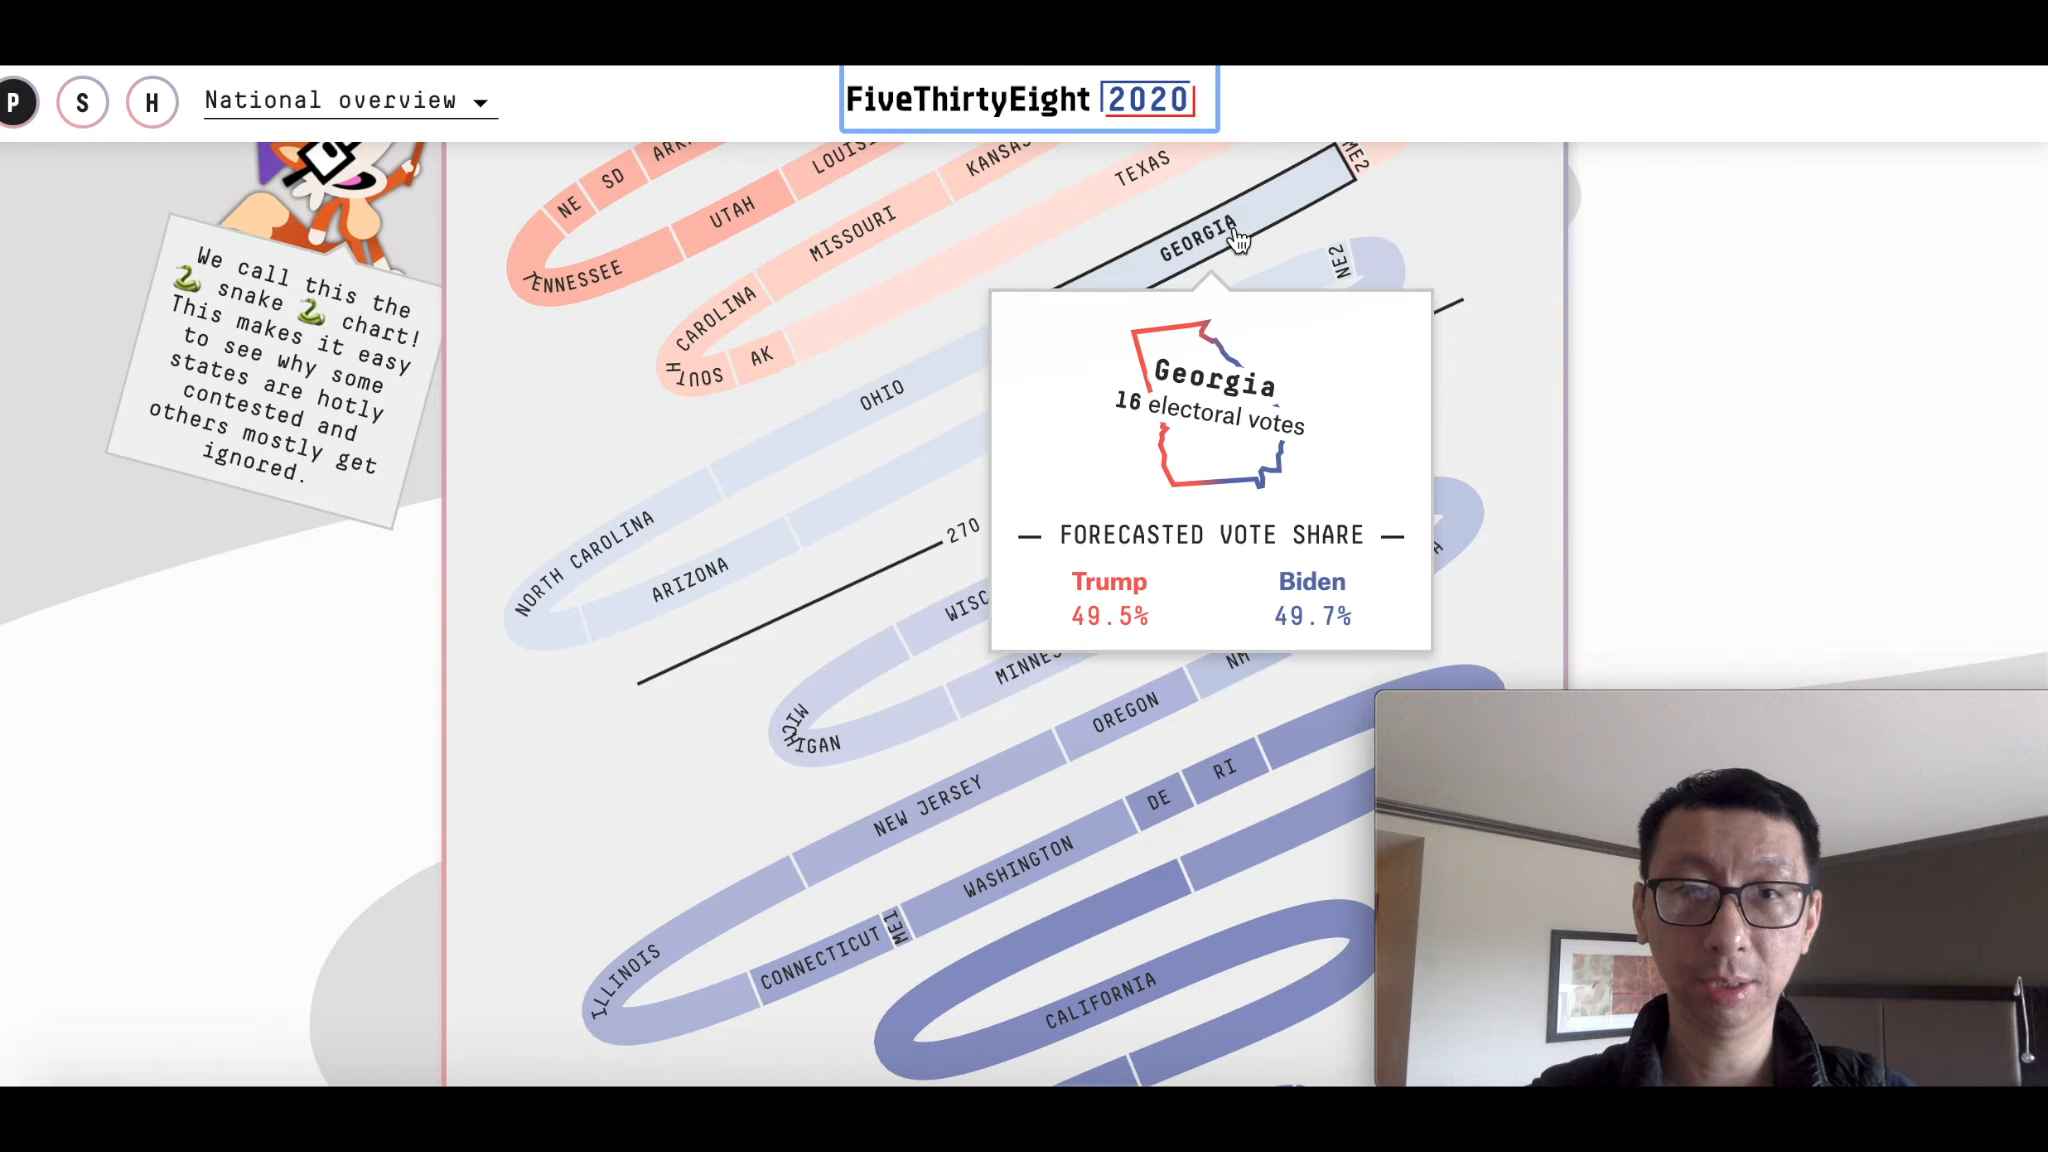 P S H National overview
FiveThirtyEight 2020
We call this the
🐍 snake 🐍 chart!
This makes it easy
to see why some
states are hotly
contested and
others mostly get
ignored.
NE
SD
TENNESSEE
UTAH
MISSOURI
KANSAS
TEXAS
ME2
SOUTH CAROLINA
AK
GEORGIA
NE2
OHIO
NORTH CAROLINA
ARIZONA
270
Georgia
16 electoral votes
— FORECASTED VOTE SHARE —
Trump Biden
49.5% 49.7%
MICHIGAN
NM
OREGON
NEW JERSEY
ILLINOIS
CONNECTICUT
ME1
WASHINGTON
DE
RI
CALIFORNIA